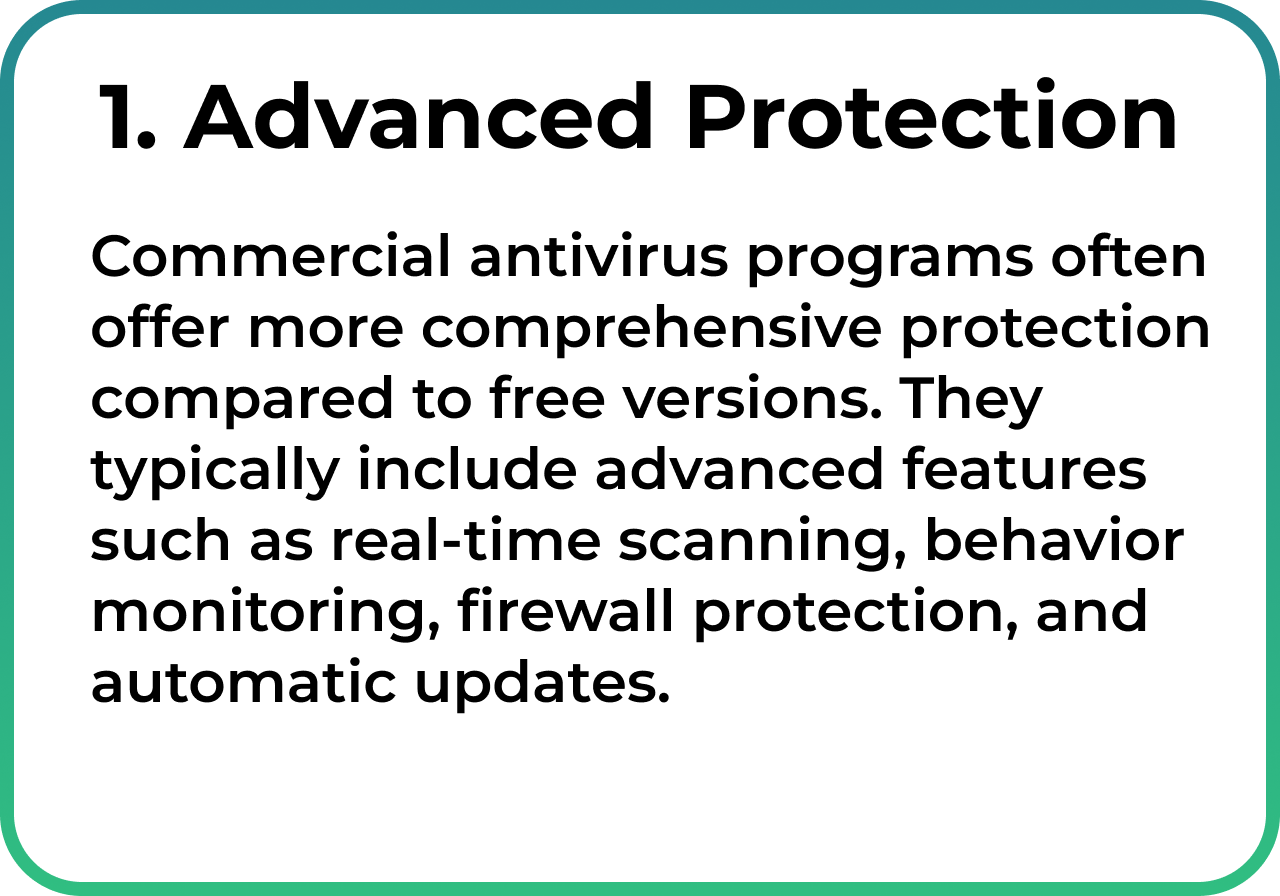 1. Advanced Protection
Commercial antivirus programs often
offer more comprehensive protection
compared to free versions. They
typically include advanced features
such as real-time scanning, behavior
monitoring, firewall protection, and
automatic updates.